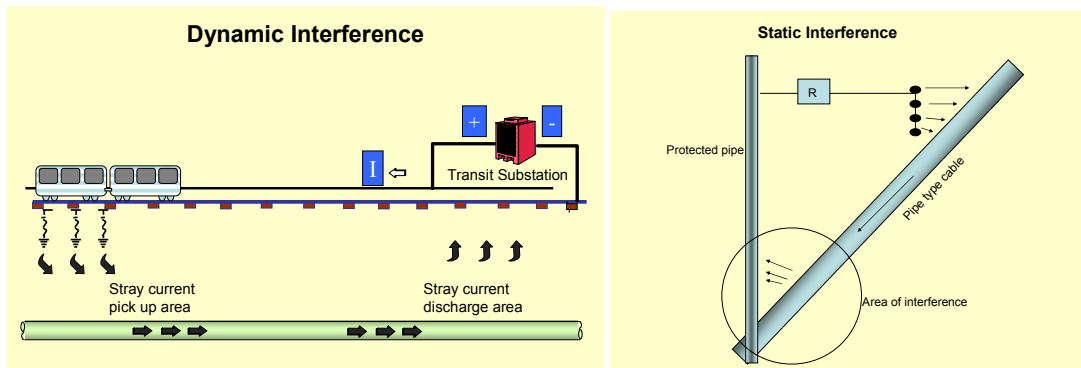 Dynamic Interference
+
-
I
Transit Substation
Stray current
pick up area
Stray current
discharge area
Static Interference
R
Protected pipe
Pipe type cable
Area of interference